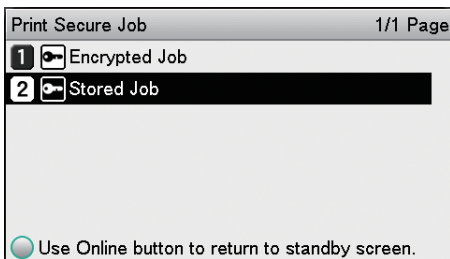 Print Secure Job 1/1 Page
1 Encrypted Job
2 Stored Job
Use Online button to return to standby screen.